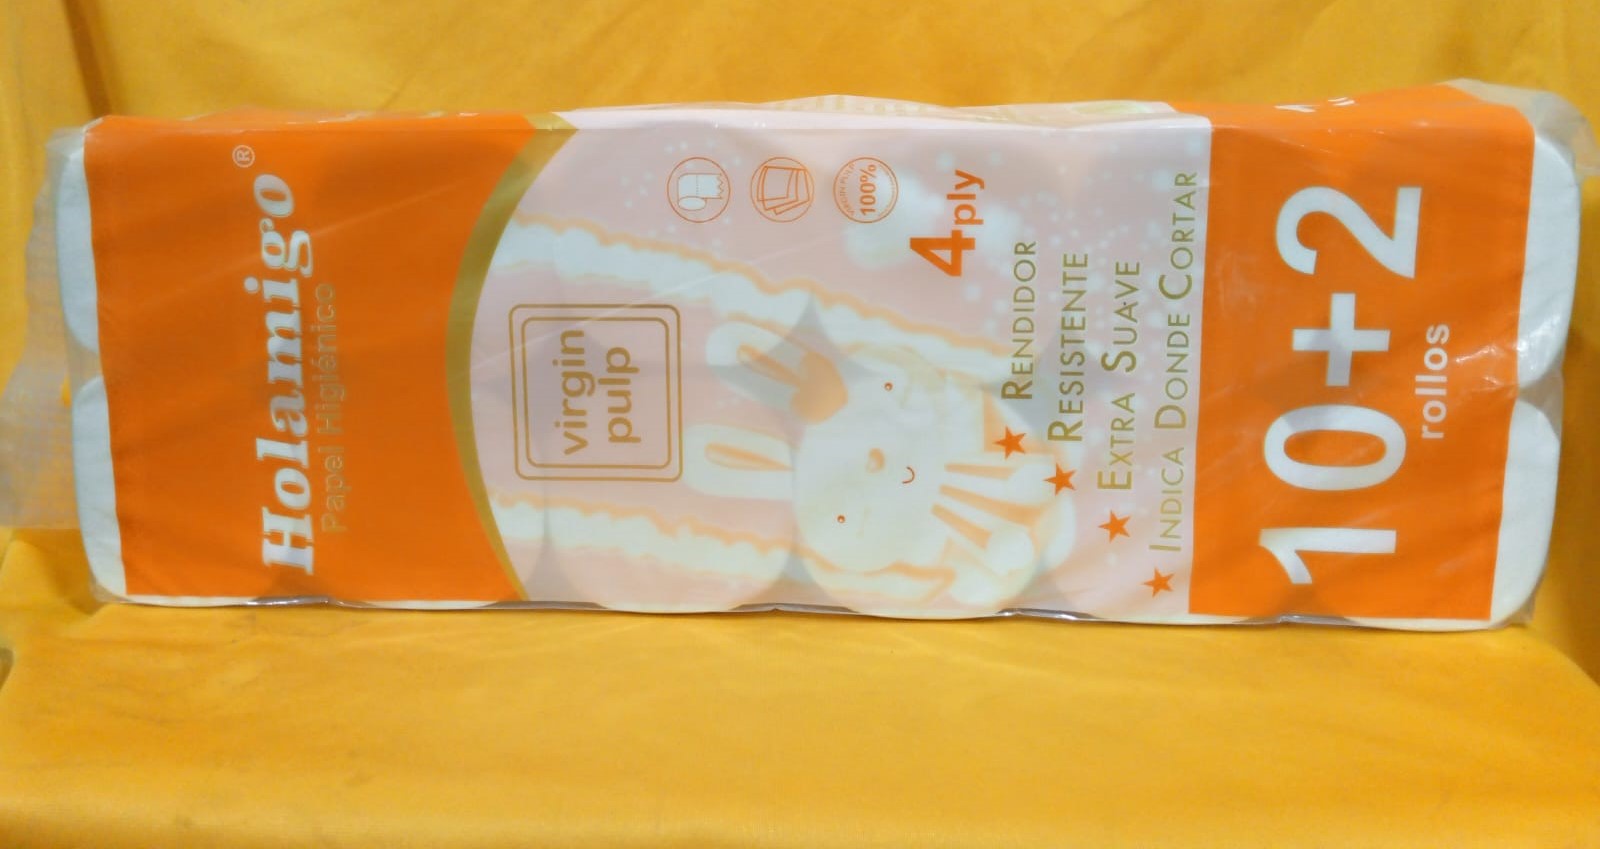 Holamigo®
Papel Higiénico
virgin
pulp
100%
4ply
RENDIDOR
RESISTENTE
EXTRA SUAVE
INDICA DONDE CORTAR
10+2
rollos